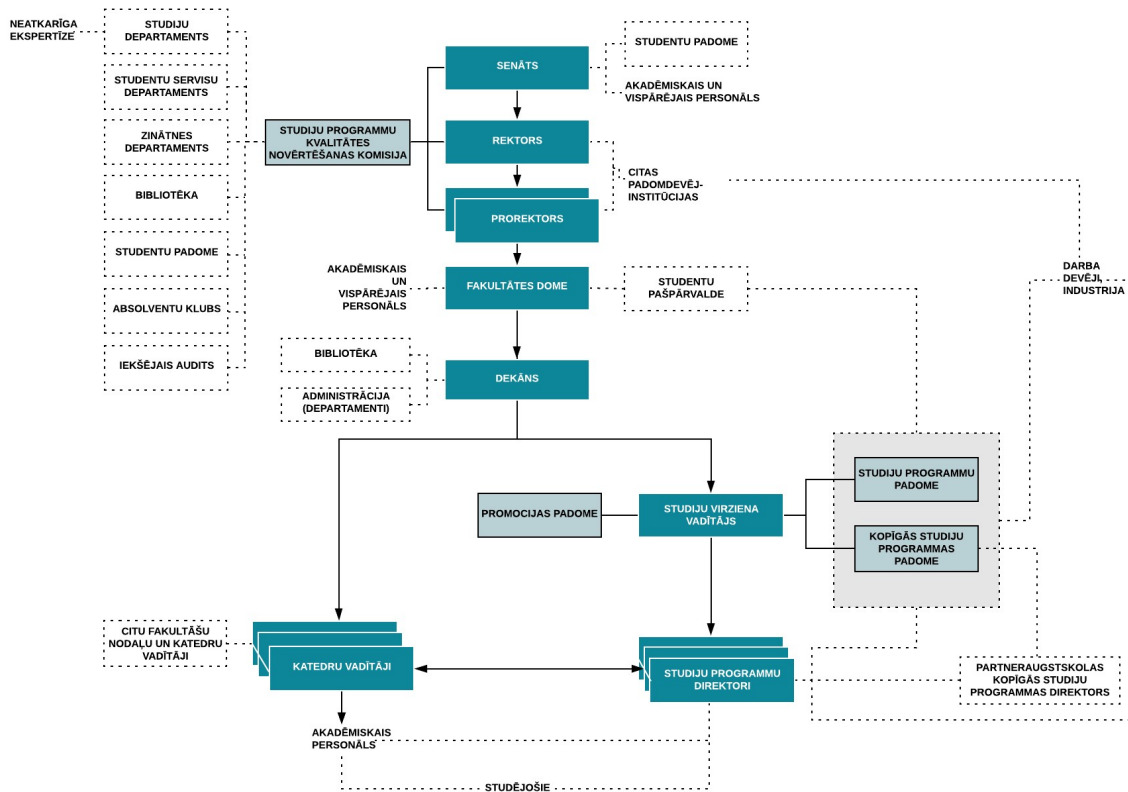 NEATKARĪGA
EKSPERTĪZE
STUDIJU
DEPARTAMENTS
STUDENTU SERVISU
DEPARTAMENTS
ZINĀTNES
DEPARTAMENTS
BIBLIOTĒKA
STUDENTU PADOME
ABSOLVENTU KLUBS
IEKŠĒJAIS AUDITS
STUDIJU PROGRAMMU
KVALITĀTES
NOVĒRTĒŠANAS KOMISIJA
SENĀTS
STUDENTU PADOME
AKADĒMISKAIS UN
VISPĀRĒJAIS PERSONĀLS
REKTORS
CITAS
PADOMDEVĒJ-
INSTITŪCIJAS
PROREKTORS
AKADĒMISKAIS
UN
VISPĀRĒJAIS
PERSONĀLS
FAKULTĀTES DOME
STUDENTU
PAŠPĀRVALDE
DARBA
DEVĒJI,
INDUSTRIJA
BIBLIOTĒKA
ADMINISTRĀCIJA
(DEPARTAMENTI)
DEKĀNS
PROMOCIJAS PADOME
STUDIJU VIRZIENA
VADĪTĀJS
STUDIJU PROGRAMMU
PADOME
KOPĪGĀS STUDIJU
PROGRAMMAS
PADOME
CITU FAKULTĀŠU
NODAĻU UN KATEDRU
VADĪTĀJI
KATEDRU VADĪTĀJI
STUDIJU PROGRAMMU
DIREKTORI
PARTNERAUGSTSKOLAS
KOPĪGĀS STUDIJU
PROGRAMMAS DIREKTORS
AKADĒMISKAIS
PERSONĀLS
STUDĒJOŠIE